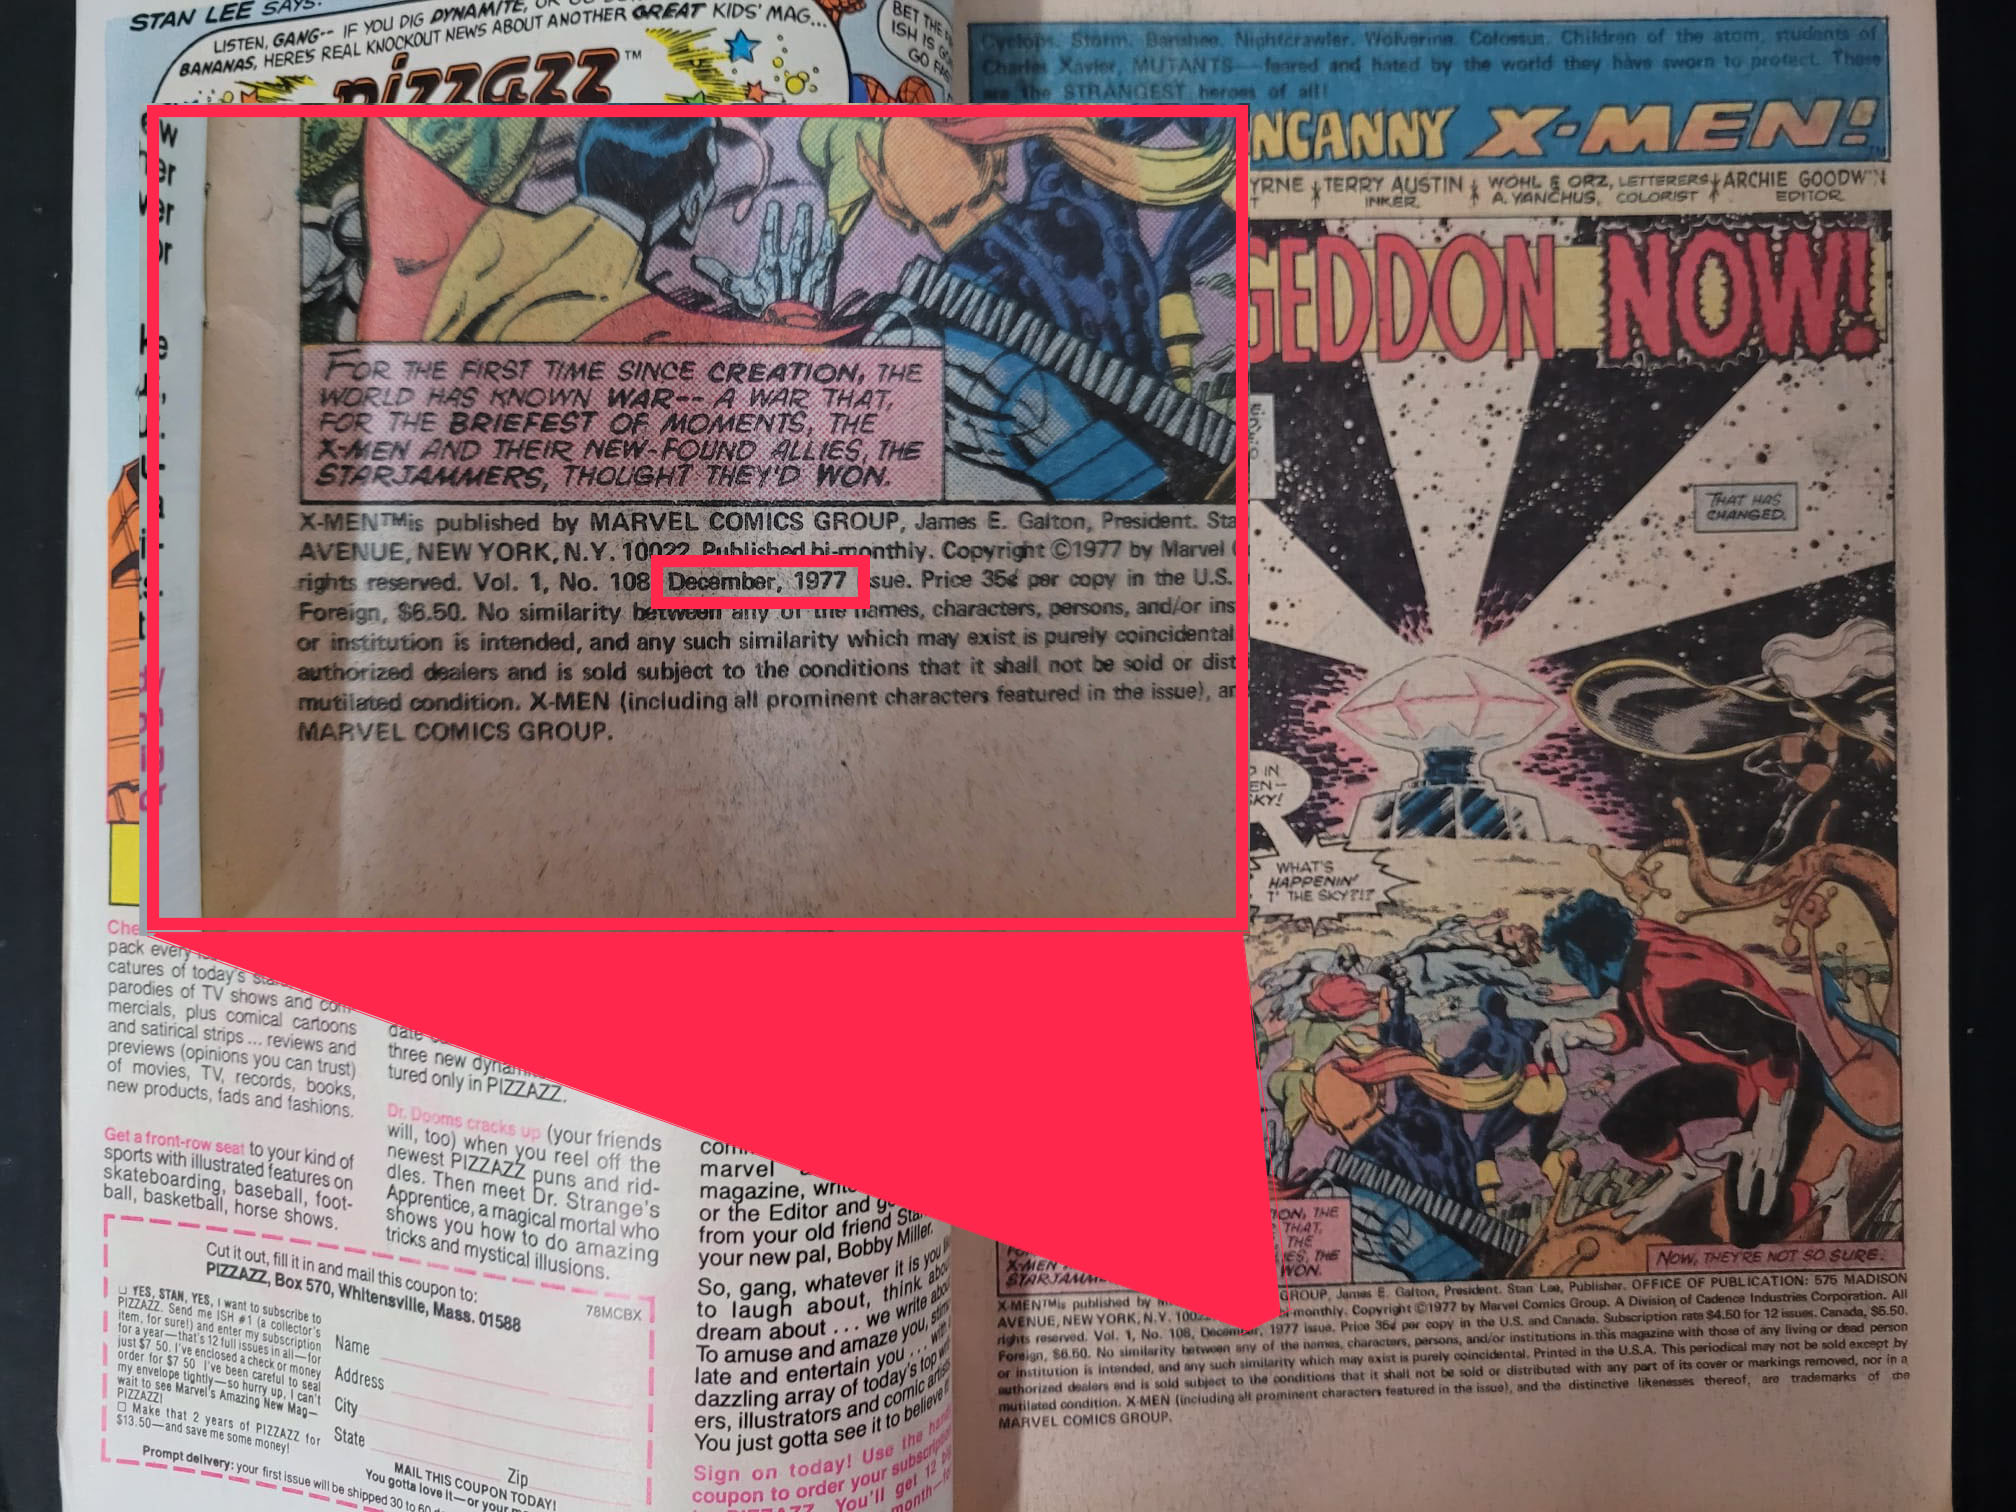 STAN LEE SAYS:
LISTEN, GANG-- IF YOU DIG DYNAMITE, OR
BANANAS, HERE'S REAL KNOCKOUT NEWS ABOUT ANOTHER GREAT KIDS' MAG...
BET THE
ISH IS
GO FAS
pizzazz™
Che
pack every
catures of today's
parodies of TV shows and com-
mercials, plus comical cartoons
and satirical strips ... reviews and
previews (opinions you can trust)
of movies, TV, records, books,
new products, fads and fashions.
Get a front-row seat to your kind of
sports with illustrated features on
skateboarding, baseball, foot-
ball, basketball, horse shows.
date
three new
tured only in PIZZAZZ.
Dr. Dooms cracks up (your friends
will, too) when you reel off the
newest PIZZAZZ puns and rid-
dles. Then meet Dr. Strange's
Apprentice, a magical mortal who
shows you how to do amazing
tricks and mystical illusions.
marvel
magazine,
or the Editor and
from your old friend Stan
your new pal, Bobby Miller.
So, gang, whatever it is you
to laugh about, think about
dream about ... we write about
To amuse and amaze you,
late and entertain you ... with
dazzling array of today's top
ers, illustrators and comic artists
You just gotta see it to believe it
Sign on today! Use the
coupon to order your subscription
to PIZZAZZ. You'll get 12 big
Cut it out, fill it in and mail this coupon to:
PIZZAZZ, Box 570, Whitensville, Mass. 01588
78MCBX
☐ YES, STAN, YES, I want to subscribe to
PIZZAZZ. Send me ISH #1 (a collector's
item, for sure!) and enter my subscription
for a year—that's 12 full issues in all—for
just $7 50. I've enclosed a check or money
order for $7 50 I've been careful to seal
my envelope tightly—so hurry up, I can't
wait to see Marvel's Amazing New Mag—
PIZZAZZ!
☐ Make that 2 years of PIZZAZZ for
$13.50—and save me some money!
Name
Address
City
State
Zip
Prompt delivery: your first issue will be shipped 30 to 60
MAIL THIS COUPON TODAY!
You gotta love it—or your
FOR THE FIRST TIME SINCE CREATION, THE
WORLD HAS KNOWN WAR-- A WAR THAT,
FOR THE BRIEFEST OF MOMENTS, THE
X-MEN AND THEIR NEW-FOUND ALLIES, THE
STARJAMMERS, THOUGHT THEY'D WON.
X-MEN™is published by MARVEL COMICS GROUP, James E. Galton, President. Sta
AVENUE, NEW YORK, N.Y. 10022 Published bi-monthly. Copyright ©1977 by Marvel
rights reserved. Vol. 1, No. 108 December, 1977 sue. Price 35¢ per copy in the U.S.
Foreign, $6.50. No similarity between any of the names, characters, persons, and/or ins
or institution is intended, and any such similarity which may exist is purely coincidental
authorized dealers and is sold subject to the conditions that it shall not be sold or dist
mutilated condition. X-MEN (including all prominent characters featured in the issue), an
MARVEL COMICS GROUP.
Cyclops. Storm. Banshee. Nightcrawler. Wolverine. Colossus. Children of the atom, students of
Charles Xavier, MUTANTS—feared and hated by the world they have sworn to protect. These
are the STRANGEST heroes of all!
NCANNY X-MEN!™
YRNE TERRY AUSTIN WOHL & ORZ, LETTERERS ARCHIE GOODWIN
T INKER A. YANCHUS, COLORIST EDITOR
GEDDON NOW!
THAT HAS
CHANGED.
IN
EN-
SKY!
WHAT'S
HAPPENIN'
T' THE SKY?!?
ION, THE
THAT,
THE
ES, THE
X-MEN WON.
STARJAMM
NOW, THEY'RE NOT SO SURE.
X-MEN™is published by GROUP, James E. Galton, President. Stan Lee, Publisher. OFFICE OF PUBLICATION: 575 MADISON
AVENUE, NEW YORK, N.Y. 10022 bi-monthly. Copyright ©1977 by Marvel Comics Group. A Division of Cadence Industries Corporation. All
rights reserved. Vol. 1, No. 108, December, 1977 issue. Price 35¢ per copy in the U.S. and Canada. Subscription rate $4.50 for 12 issues. Canada, $5.50.
Foreign, $6.50. No similarity between any of the names, characters, persons, and/or institutions in this magazine with those of any living or dead person
or institution is intended, and any such similarity which may exist is purely coincidental. Printed in the U.S.A. This periodical may not be sold except by
authorized dealers and is sold subject to the conditions that it shall not be sold or distributed with any part of its cover or markings removed, nor in a
mutilated condition. X-MEN (including all prominent characters featured in the issue), and the distinctive likenesses thereof, are trademarks of the
MARVEL COMICS GROUP.